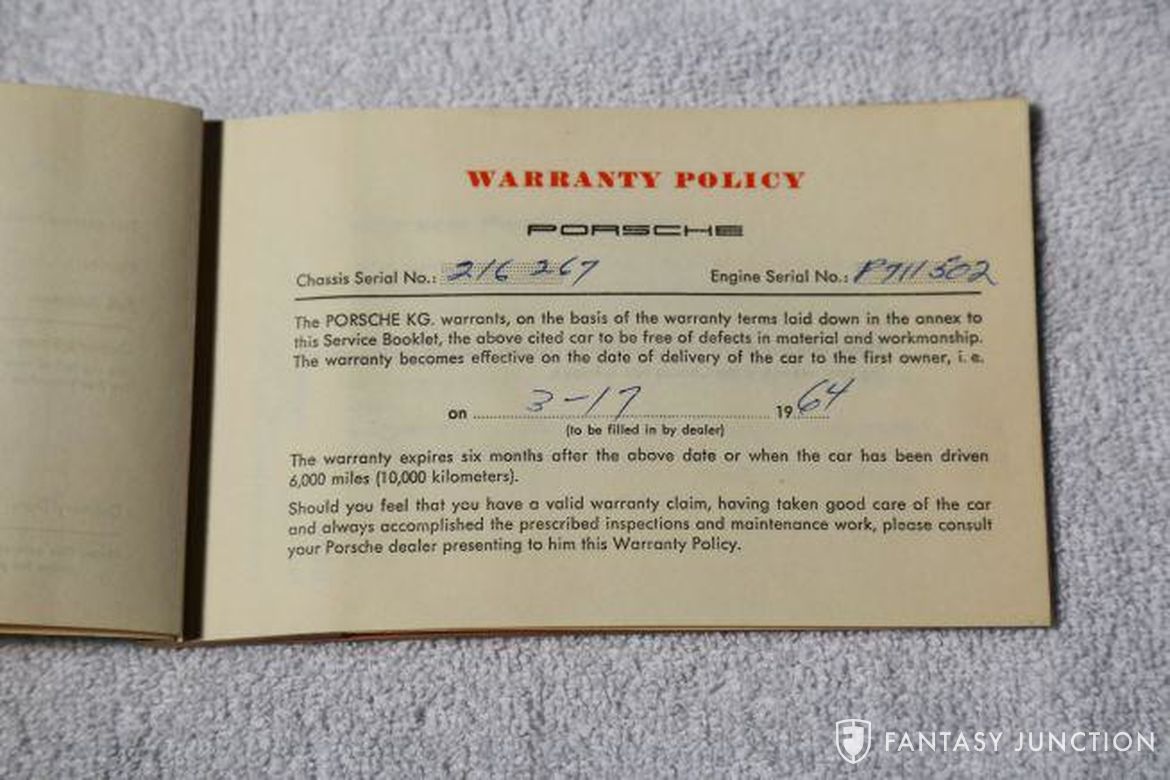 WARRANTY POLICY
PORSCHE
Chassis Serial No.: 216 267 Engine Serial No.: P711502
The PORSCHE KG. warrants, on the basis of the warranty terms laid down in the annex to
this Service Booklet, the above cited car to be free of defects in material and workmanship.
The warranty becomes effective on the date of delivery of the car to the first owner, i. e.
on 3-17 1964
(to be filled in by dealer)
The warranty expires six months after the above date or when the car has been driven
6,000 miles (10,000 kilometers).
Should you feel that you have a valid warranty claim, having taken good care of the car
and always accomplished the prescribed inspections and maintenance work, please consult
your Porsche dealer presenting to him this Warranty Policy.
FANTASY JUNCTION